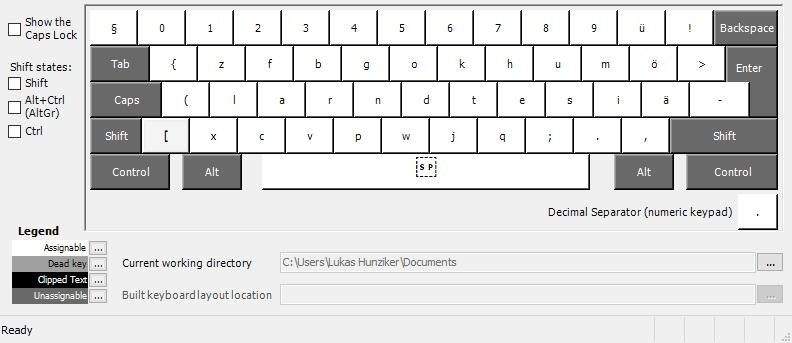 Show the
Caps Lock
Shift states:
Shift
Alt+Ctrl
(AltGr)
Ctrl
§ 0 1 2 3 4 5 6 7 8 9 ü ! Backspace
Tab { z f b g o k h u m ö > Enter
Caps ( l a r n d t e s i ä -
Shift [ x c v p w j q ; . , Shift
Control Alt SP Alt Control
Decimal Separator (numeric keypad) .
Legend
Assignable ...
Dead key ...
Clipped Text ...
Unassignable ...
Current working directory C:\Users\Lukas Hunziker\Documents ...
Built keyboard layout location ...
Ready